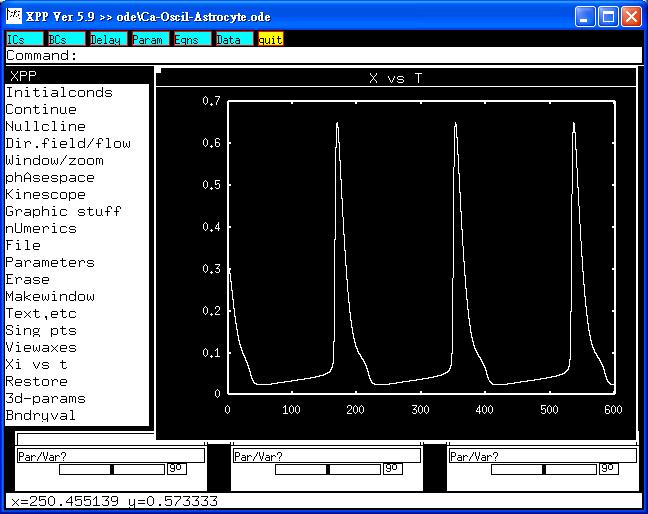 XPP Ver 5.9 >> ode\Ca-Oscil-Astrocyte.ode
ICs BCs Delay Param Eqns Data quit
Command:
XPP
Initialconds
Continue
Nullcline
Dir.field/flow
Window/zoom
phAsespace
Kinescope
Graphic stuff
nUmerics
File
Parameters
Erase
Makewindow
Text,etc
Sing pts
Viewaxes
Xi vs t
Restore
3d-params
Bndryval
X vs T
0.7
0.6
0.5
0.4
0.3
0.2
0.1
0
0 100 200 300 400 500 600
Par/Var? Par/Var? Par/Var?
go go go
x=250.455139 y=0.573333